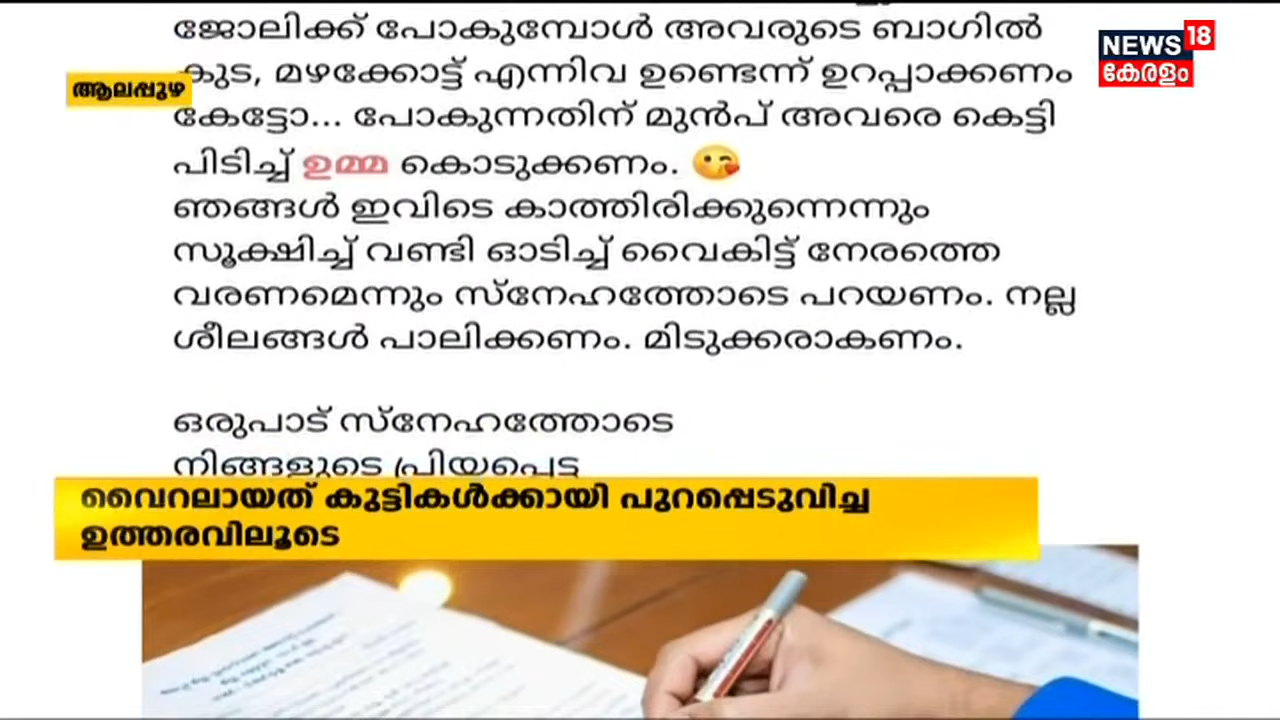 ജോലിക്ക് പോകുമ്പോൾ അവരുടെ ബാഗിൽ
കുട, മഴക്കോട്ട് എന്നിവ ഉണ്ടെന്ന് ഉറപ്പാക്കണം
കേട്ടോ... പോകുന്നതിന് മുൻപ് അവരെ കെട്ടി
പിടിച്ച് ഉമ്മ കൊടുക്കണം. 😘
ഞങ്ങൾ ഇവിടെ കാത്തിരിക്കുന്നെന്നും
സൂക്ഷിച്ച് വണ്ടി ഓടിച്ച് വൈകിട്ട് നേരത്തെ
വരണമെന്നും സ്നേഹത്തോടെ പറയണം. നല്ല
ശീലങ്ങൾ പാലിക്കണം. മിടുക്കരാകണം.
ഒരുപാട് സ്നേഹത്തോടെ
നിങ്ങളുടെ പ്രിയപ്പെട്ട
ആലപ്പുഴ
NEWS 18
കേരളം
വൈറലായത് കുട്ടികൾക്കായി പുറപ്പെടുവിച്ച
ഉത്തരവിലൂടെ